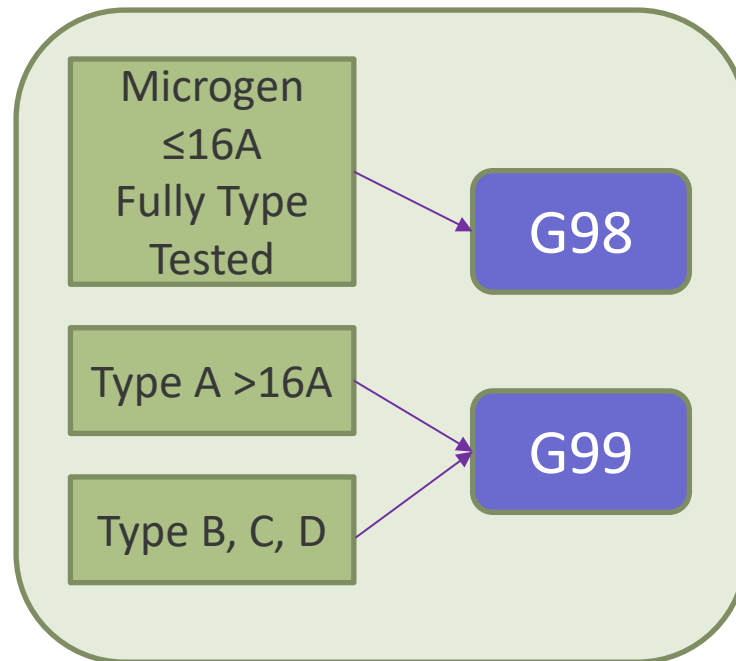 Microgen
≤16A
Fully Type
Tested
G98
Type A >16A
G99
Type B, C, D